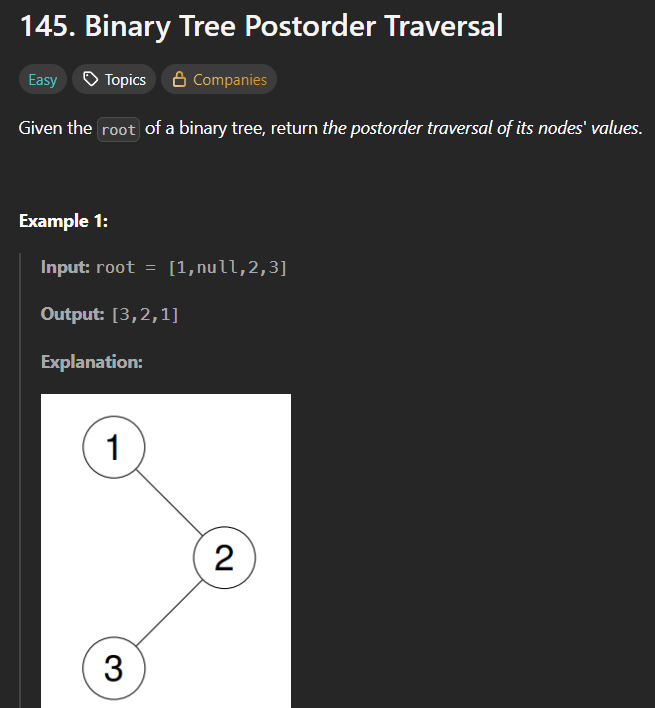 145. Binary Tree Postorder Traversal
Easy Topics Companies
Given the root of a binary tree, return the postorder traversal of its nodes' values.
Example 1:
Input: root = [1,null,2,3]
Output: [3,2,1]
Explanation:
1
2
3